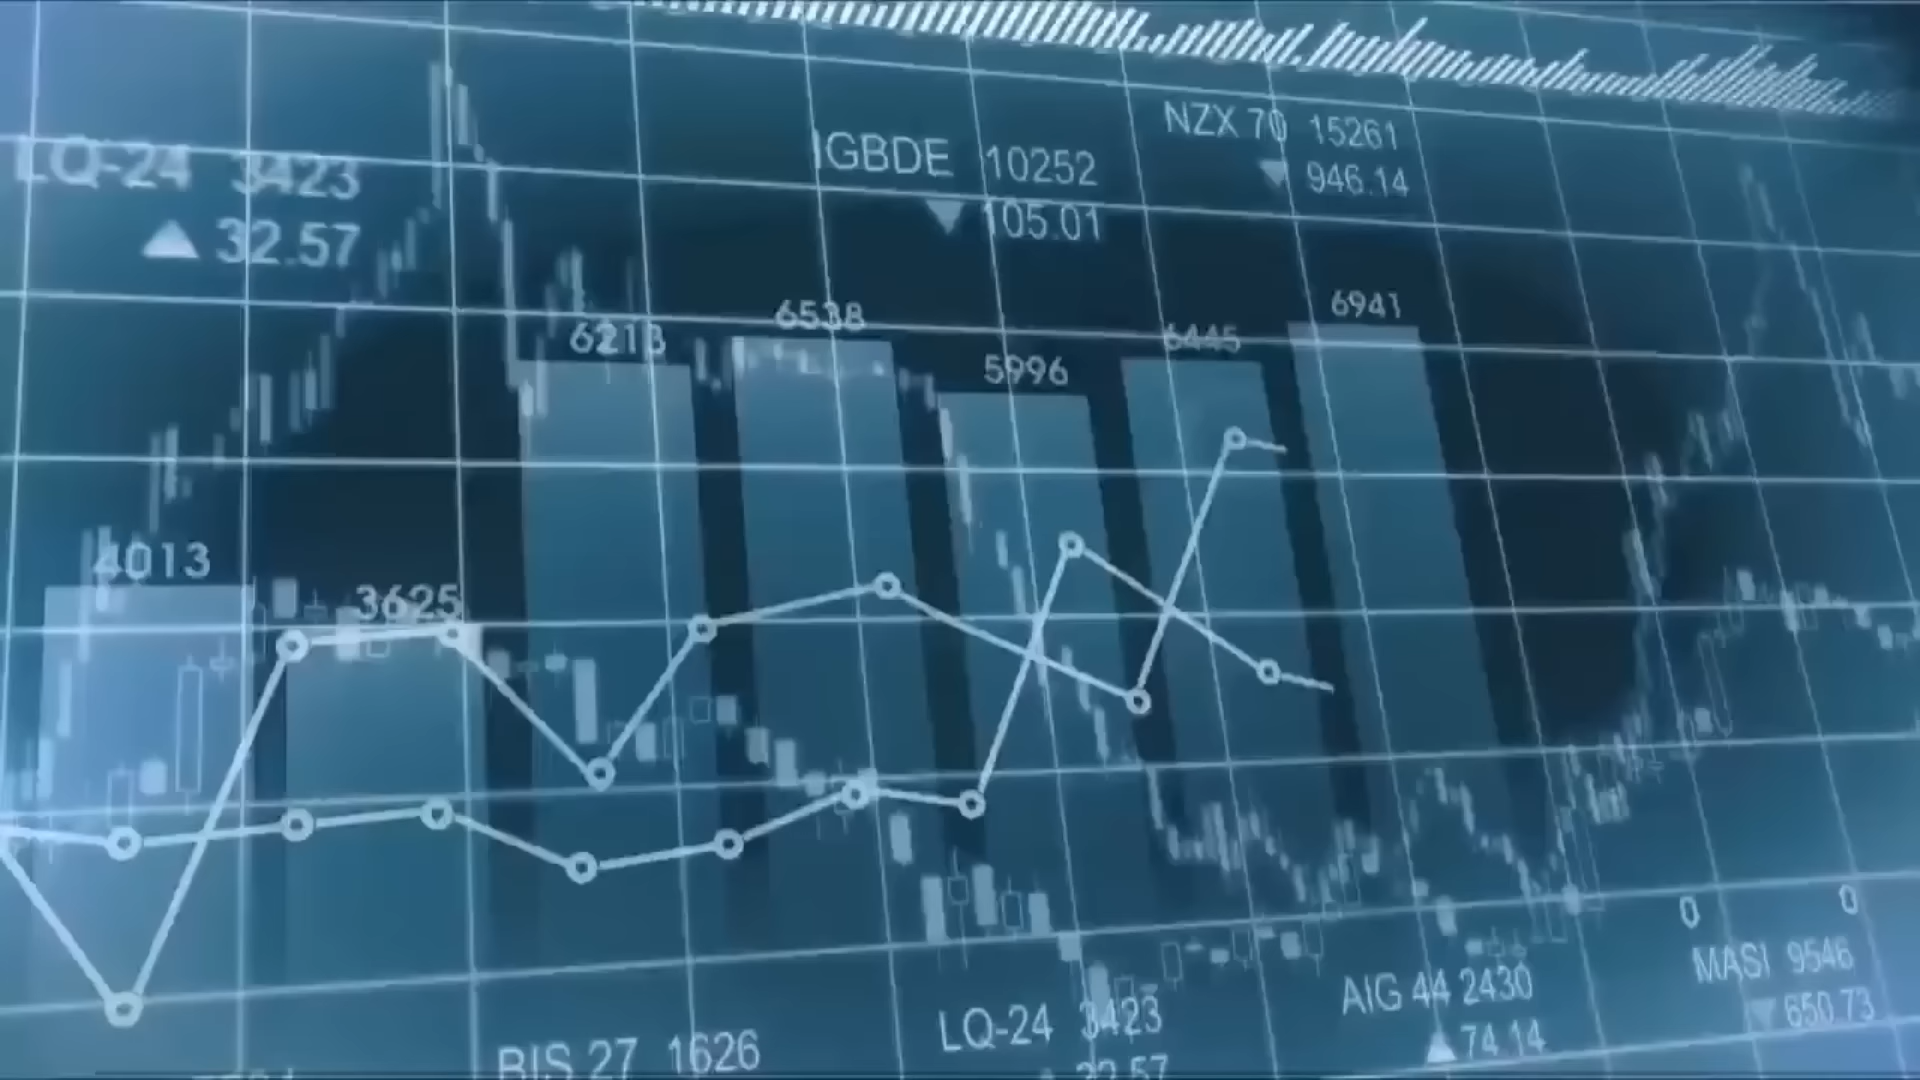 NZX 70 15261
946.14
IGBDE 10252
105.01
LQ-24 3423
32.57
6941
6538
6213
6445
5996
4013
3625
0 0
MASI 9546
650.73
AIG 44 2430
74.14
LQ-24 3423
32.57
BIS 27 1626